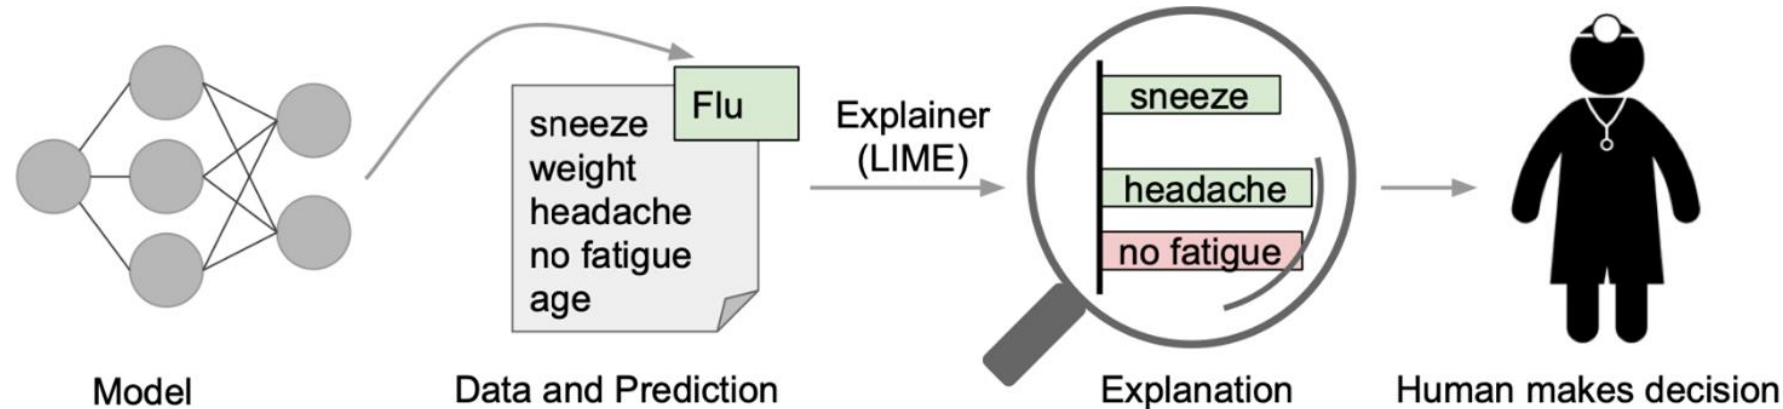 sneeze
weight
headache
no fatigue
age
Flu
Explainer
(LIME)
sneeze
headache
no fatigue
Model
Data and Prediction
Explanation
Human makes decision